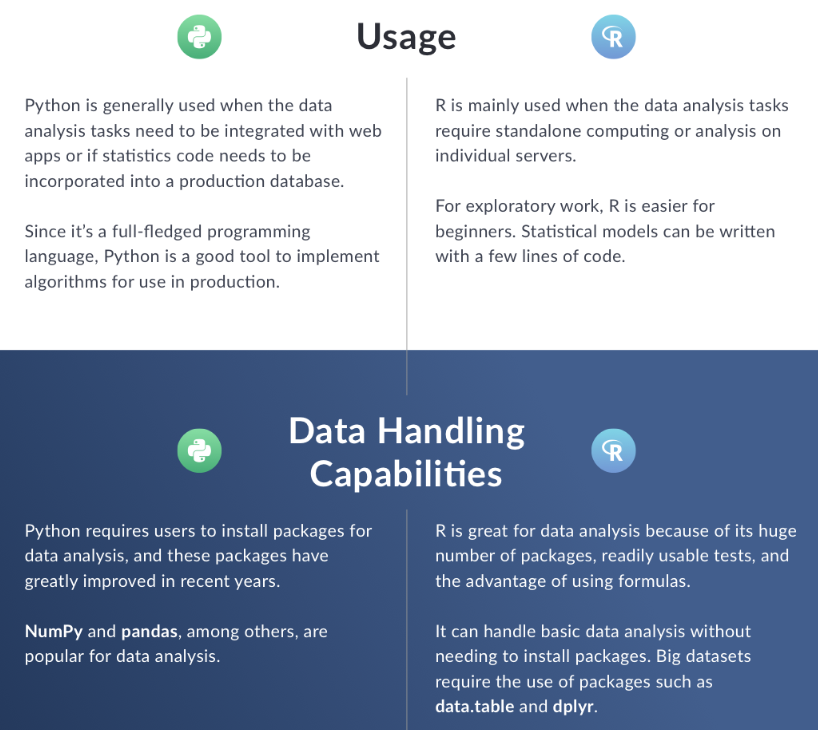 Usage
R
Python is generally used when the data
analysis tasks need to be integrated with web
apps or if statistics code needs to be
incorporated into a production database.
Since it’s a full-fledged programming
language, Python is a good tool to implement
algorithms for use in production.
R is mainly used when the data analysis tasks
require standalone computing or analysis on
individual servers.
For exploratory work, R is easier for
beginners. Statistical models can be written
with a few lines of code.
Data Handling
Capabilities
R
Python requires users to install packages for
data analysis, and these packages have
greatly improved in recent years.
NumPy and pandas, among others, are
popular for data analysis.
R is great for data analysis because of its huge
number of packages, readily usable tests, and
the advantage of using formulas.
It can handle basic data analysis without
needing to install packages. Big datasets
require the use of packages such as
data.table and dplyr.